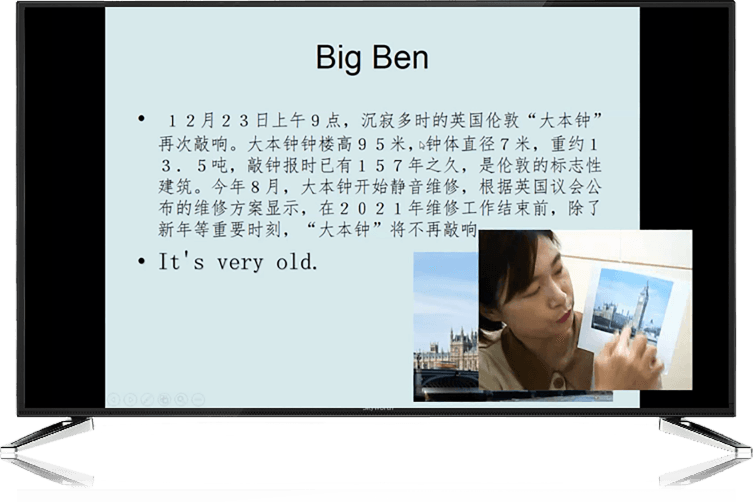 Big Ben
• １２月２３日上午９点，沉寂多时的英国伦敦“大本钟”
再次敲响。大本钟钟楼高９５米，钟体直径７米，重约１
３．５吨，敲钟报时已有１５７年之久，是伦敦的标志性
建筑。今年８月，大本钟开始静音维修，根据英国议会公
布的维修方案显示，在２０２１年维修工作结束前，除了
新年等重要时刻，“大本钟”将不再敲响
• It's very old.